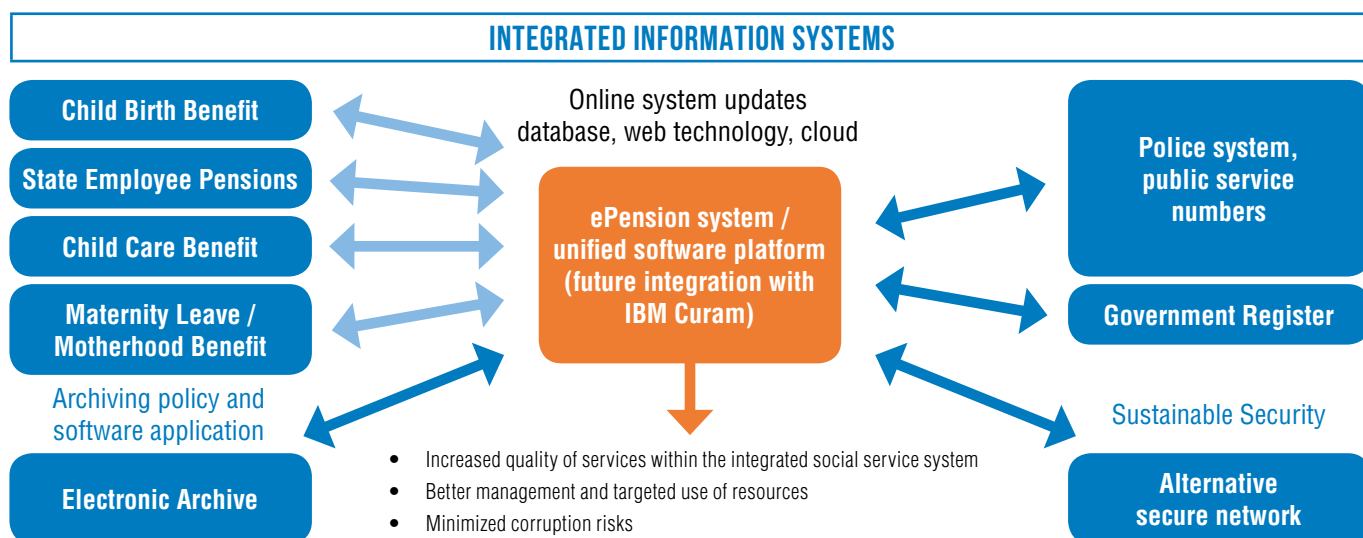 INTEGRATED INFORMATION SYSTEMS
Child Birth Benefit
State Employee Pensions
Child Care Benefit
Maternity Leave /
Motherhood Benefit
Archiving policy and
software application
Electronic Archive
Online system updates
database, web technology, cloud
ePension system /
unified software platform
(future integration with
IBM Curam)
• Increased quality of services within the integrated social service system
• Better management and targeted use of resources
• Minimized corruption risks
Police system,
public service
numbers
Government Register
Sustainable Security
Alternative
secure network